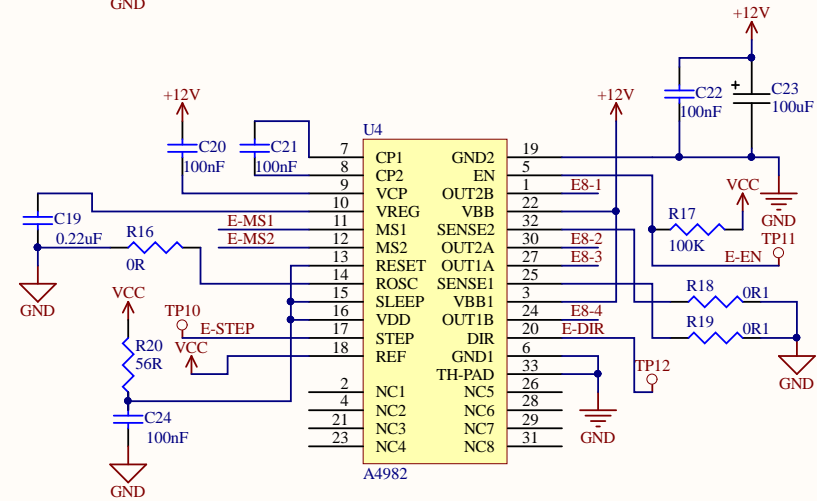 GND
+12V
C22
100nF
C23
100uF
+
+12V
+12V
U4
C20
100nF
C21
100nF
7 CP1 GND2 19
8 CP2 EN 5
9 VCP OUT2B 1 E8-1
10 VREG VBB 22
E-MS1 11 MS1 SENSE2 32
E-MS2 12 MS2 OUT2A 30 E8-2
13 RESET OUT1A 27 E8-3
14 ROSC SENSE1 25
15 SLEEP VBB1 3
16 VDD OUT1B 24 E8-4
E-STEP 17 STEP DIR 20 E-DIR
18 REF GND1 6
TH-PAD 33
2 NC1 NC5 26
4 NC2 NC6 28
21 NC3 NC7 29
23 NC4 NC8 31
A4982
C19
0.22uF
R16
0R
GND
VCC
TP10
VCC
R20
56R
C24
100nF
GND
VCC
GND
R17
100K
TP11
E-EN
R18 0R1
R19 0R1
GND
TP12
GND